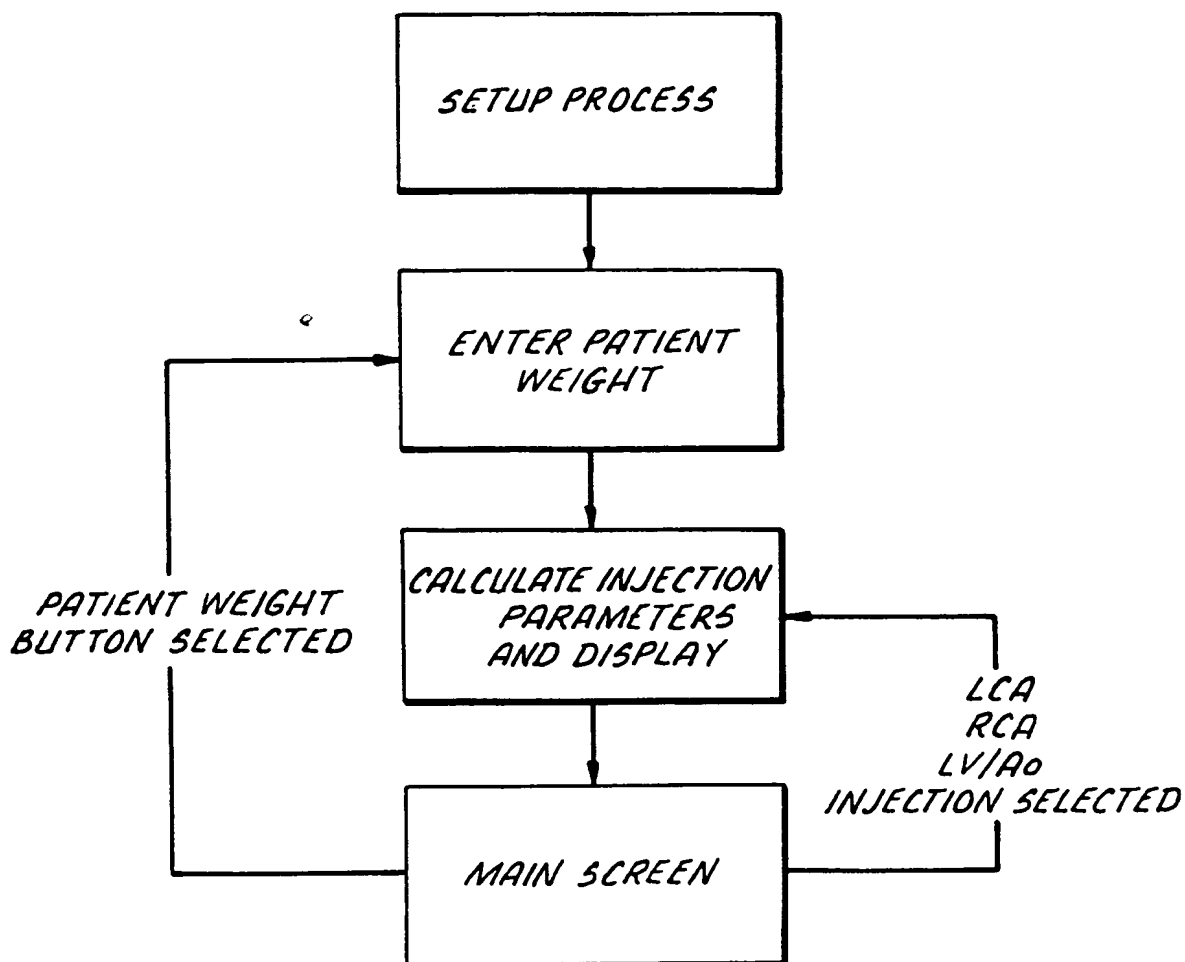 SETUP PROCESS
ENTER PATIENT
WEIGHT
CALCULATE INJECTION
PARAMETERS
AND DISPLAY
PATIENT WEIGHT
BUTTON SELECTED
LCA
RCA
LV/Ao
INJECTION SELECTED
MAIN SCREEN